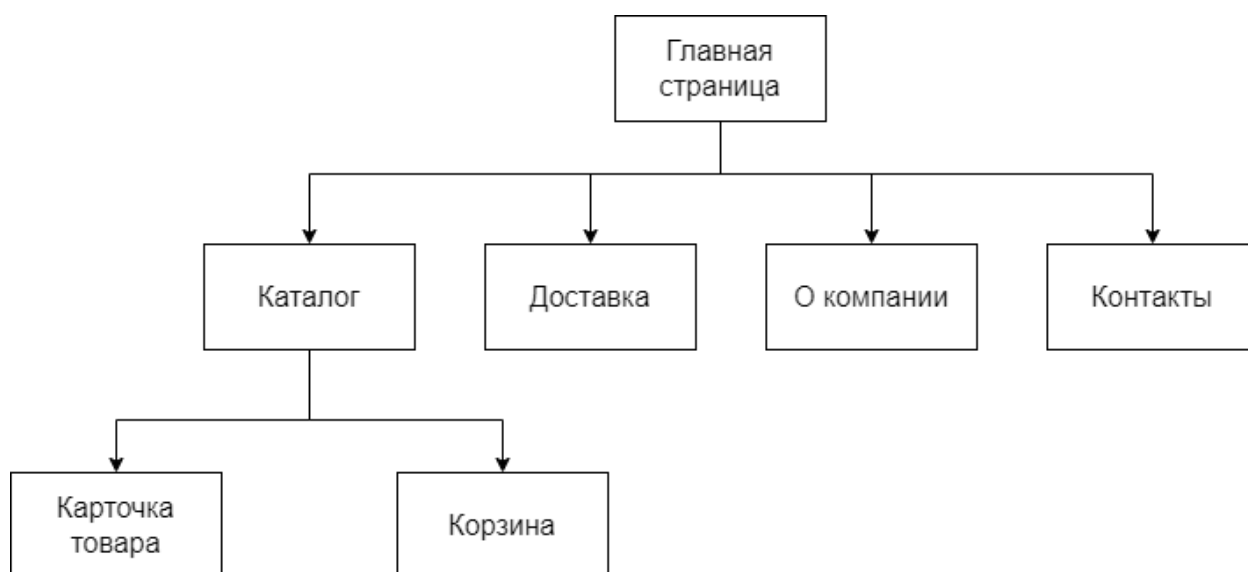 Главная
страница
Каталог
Доставка
О компании
Контакты
Карточка
товара
Корзина